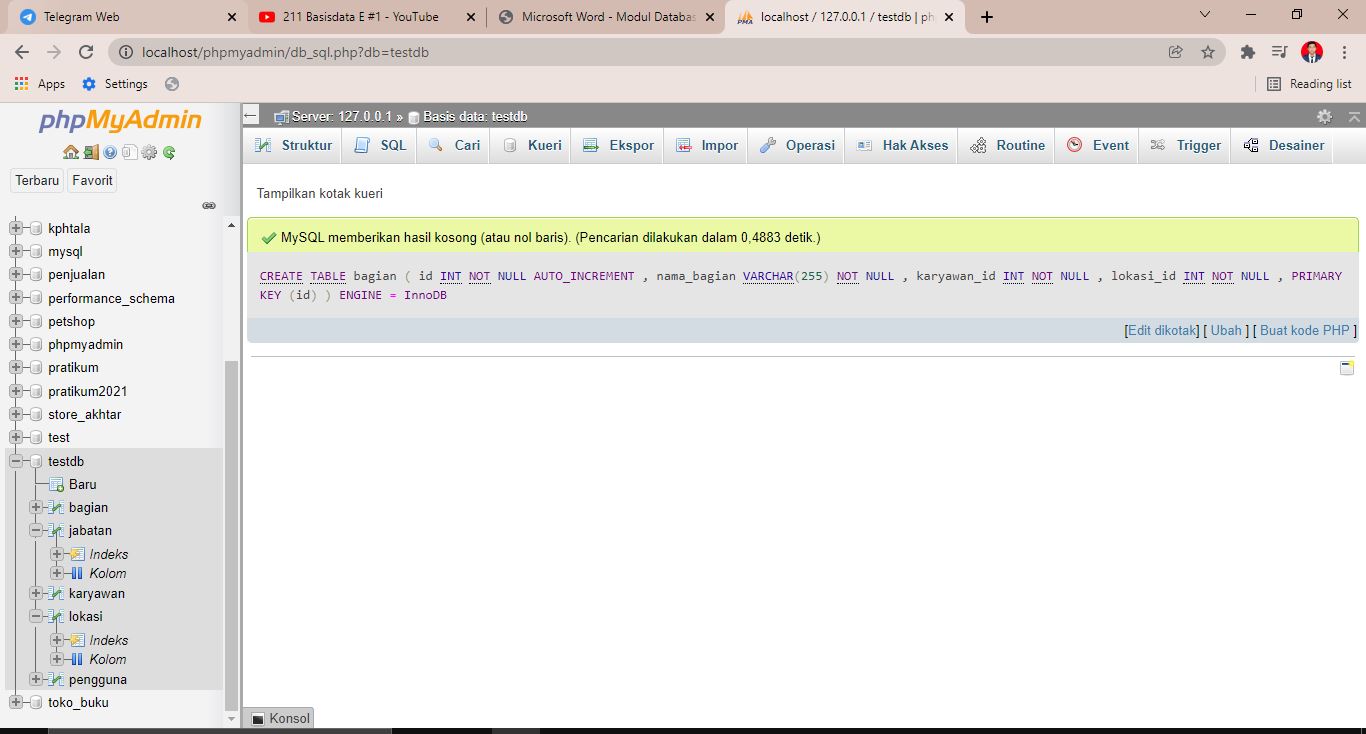 Telegram Web
211 Basisdata E #1 - YouTube
Microsoft Word - Modul Databas
localhost / 127.0.0.1 / testdb | ph
localhost/phpmyadmin/db_sql.php?db=testdb
Apps
Settings
Reading list
phpMyAdmin
Terbaru
Favorit
kphtala
mysql
penjualan
performance_schema
petshop
phpmyadmin
pratikum
pratikum2021
store_akhtar
test
testdb
Baru
bagian
jabatan
Indeks
Kolom
karyawan
lokasi
Indeks
Kolom
pengguna
toko_buku
Server: 127.0.0.1 » Basis data: testdb
Struktur
SQL
Cari
Kueri
Ekspor
Impor
Operasi
Hak Akses
Routine
Event
Trigger
Desainer
Tampilkan kotak kueri
MySQL memberikan hasil kosong (atau nol baris). (Pencarian dilakukan dalam 0,4883 detik.)
CREATE TABLE bagian ( id INT NOT NULL AUTO_INCREMENT , nama_bagian VARCHAR(255) NOT NULL , karyawan_id INT NOT NULL , lokasi_id INT NOT NULL , PRIMARY
KEY (id) ) ENGINE = InnoDB
[Edit dikotak] [ Ubah ] [ Buat kode PHP ]
Konsol